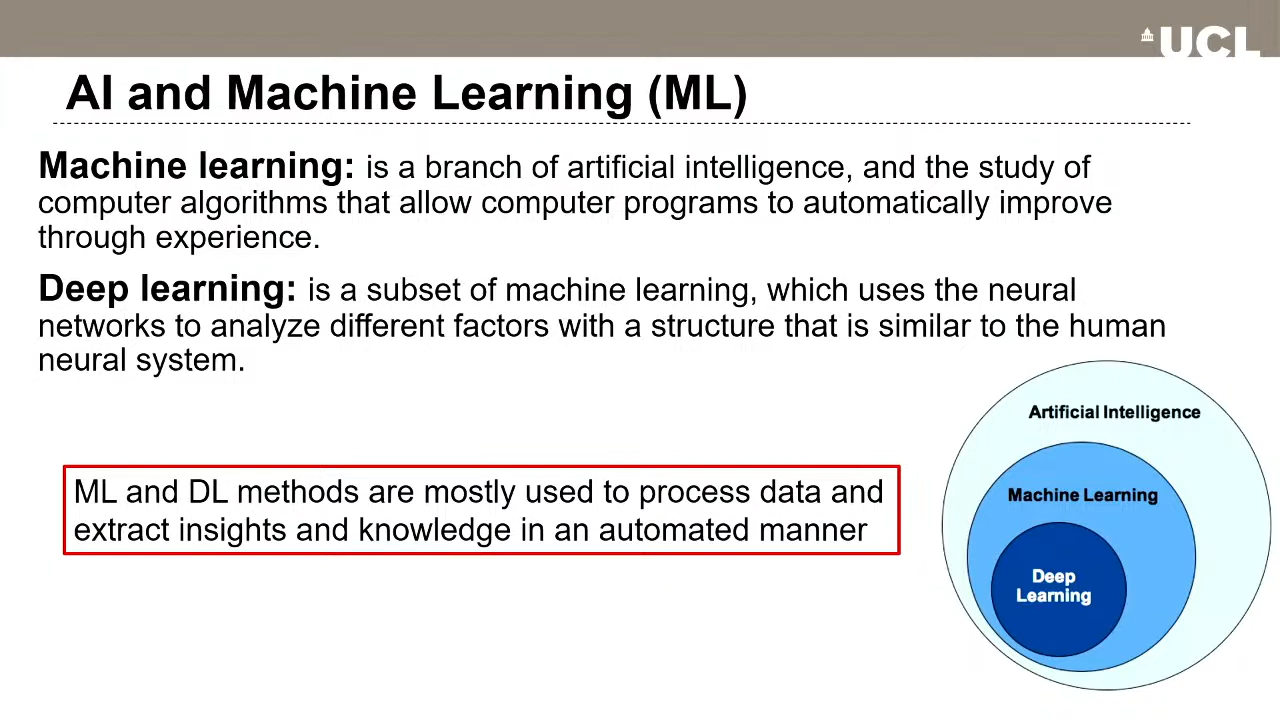 UCL
AI and Machine Learning (ML)
Machine learning: is a branch of artificial intelligence, and the study of
computer algorithms that allow computer programs to automatically improve
through experience.
Deep learning: is a subset of machine learning, which uses the neural
networks to analyze different factors with a structure that is similar to the human
neural system.
ML and DL methods are mostly used to process data and
extract insights and knowledge in an automated manner
Artificial Intelligence
Machine Learning
Deep
Learning